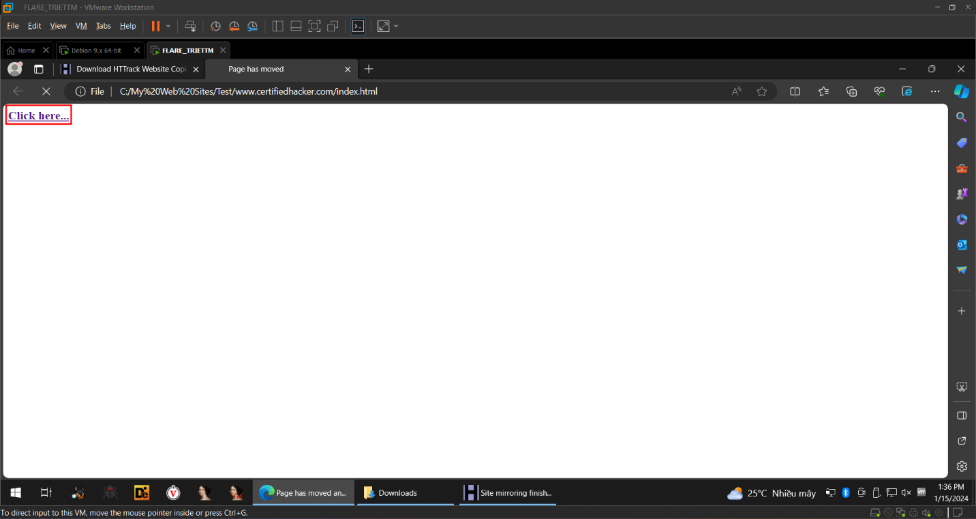 FLARE_TRIETTM - VMware Workstation
File Edit View VM Tabs Help
Home Debian 9.x 64-bit FLARE_TRIETTM
Download HTTrack Website Cop Page has moved
File C:/My%20Web%20Sites/Test/www.certifiedhacker.com/index.html
Click here...
Page has moved an... Downloads Site mirroring finish... 25°C Nhiều mây 1:36 PM
1/15/2024
To direct input to this VM, move the mouse pointer inside or press Ctrl+G.